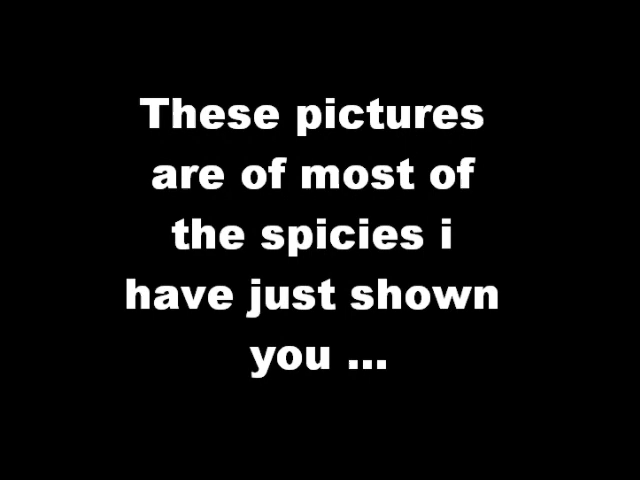 These pictures
are of most of
the spicies i
have just shown
you ...